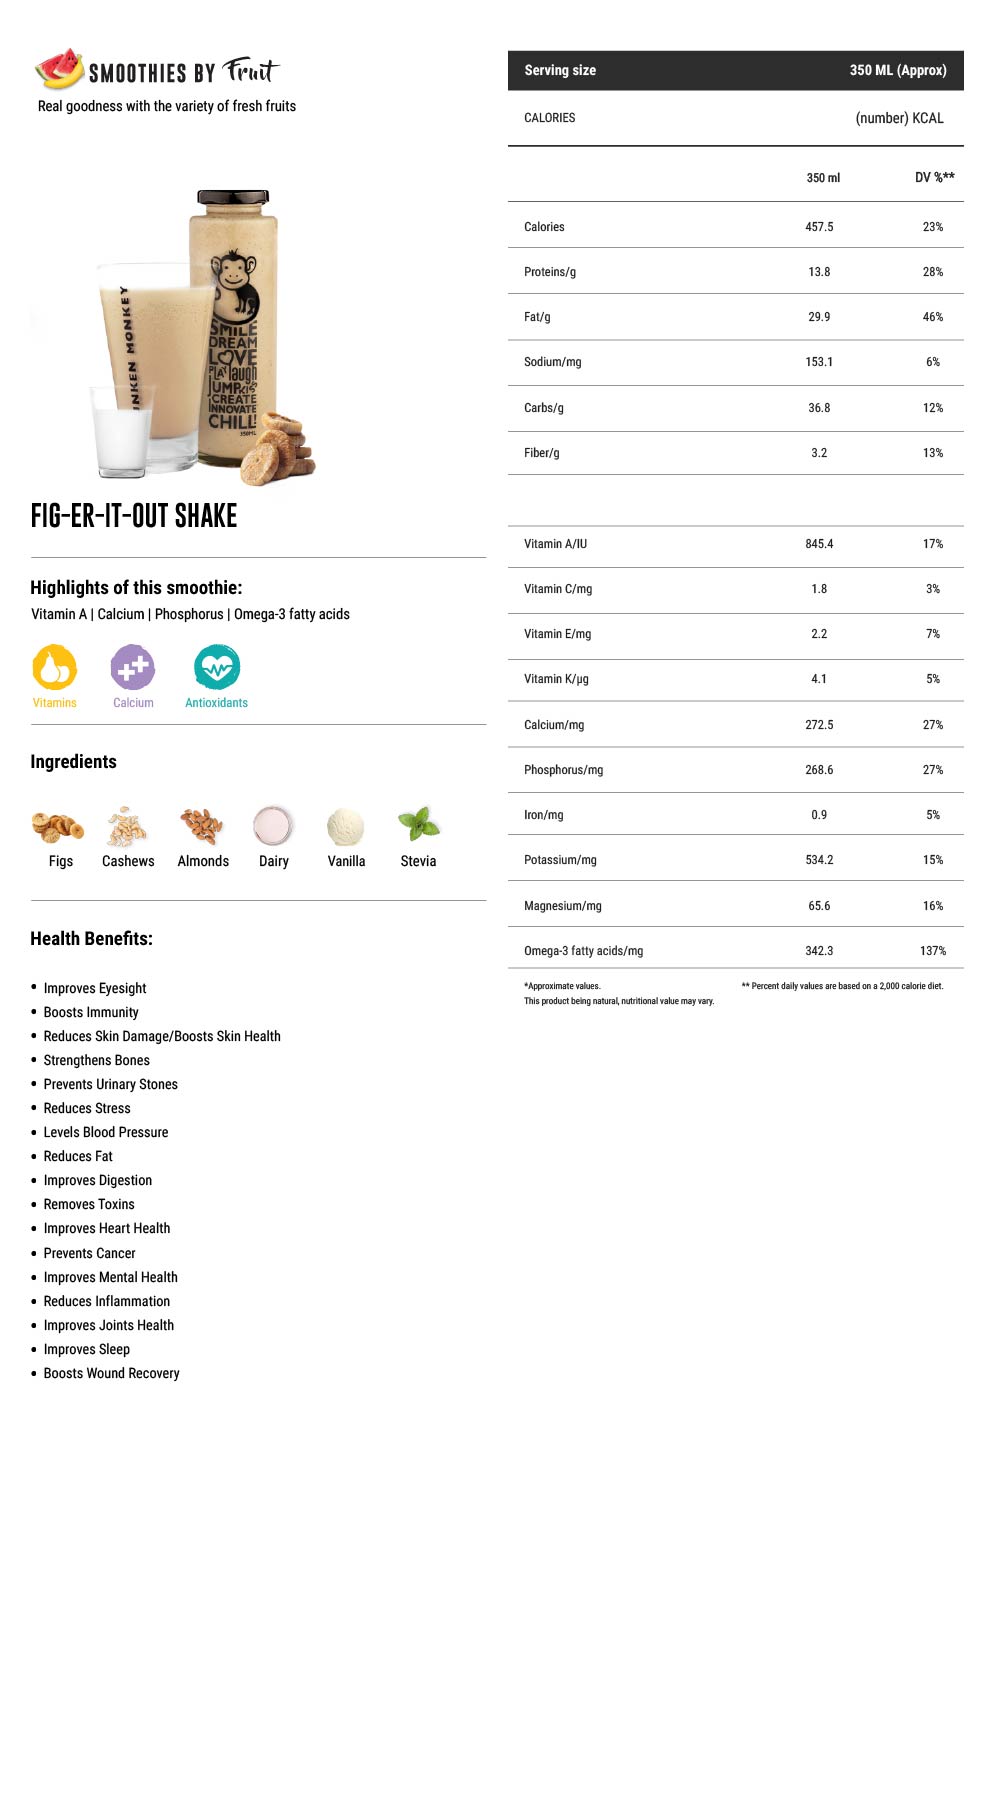 SMOOTHIES BY Fruit
Real goodness with the variety of fresh fruits
UNKEN MONKEY
SMILE
DREAM
LOVE
PLAY laugh
JUMP KISS
CREATE
INNOVATE
CHILL!
350ML
FIG-ER-IT-OUT SHAKE
Highlights of this smoothie:
Vitamin A | Calcium | Phosphorus | Omega-3 fatty acids
Vitamins Calcium Antioxidants
Ingredients
Figs Cashews Almonds Dairy Vanilla Stevia
Health Benefits:
• Improves Eyesight
• Boosts Immunity
• Reduces Skin Damage/Boosts Skin Health
• Strengthens Bones
• Prevents Urinary Stones
• Reduces Stress
• Levels Blood Pressure
• Reduces Fat
• Improves Digestion
• Removes Toxins
• Improves Heart Health
• Prevents Cancer
• Improves Mental Health
• Reduces Inflammation
• Improves Joints Health
• Improves Sleep
• Boosts Wound Recovery
Serving size 350 ML (Approx)
CALORIES (number) KCAL
350 ml DV %**
Calories 457.5 23%
Proteins/g 13.8 28%
Fat/g 29.9 46%
Sodium/mg 153.1 6%
Carbs/g 36.8 12%
Fiber/g 3.2 13%
Vitamin A/IU 845.4 17%
Vitamin C/mg 1.8 3%
Vitamin E/mg 2.2 7%
Vitamin K/µg 4.1 5%
Calcium/mg 272.5 27%
Phosphorus/mg 268.6 27%
Iron/mg 0.9 5%
Potassium/mg 534.2 15%
Magnesium/mg 65.6 16%
Omega-3 fatty acids/mg 342.3 137%
*Approximate values. ** Percent daily values are based on a 2,000 calorie diet.
This product being natural, nutritional value may vary.